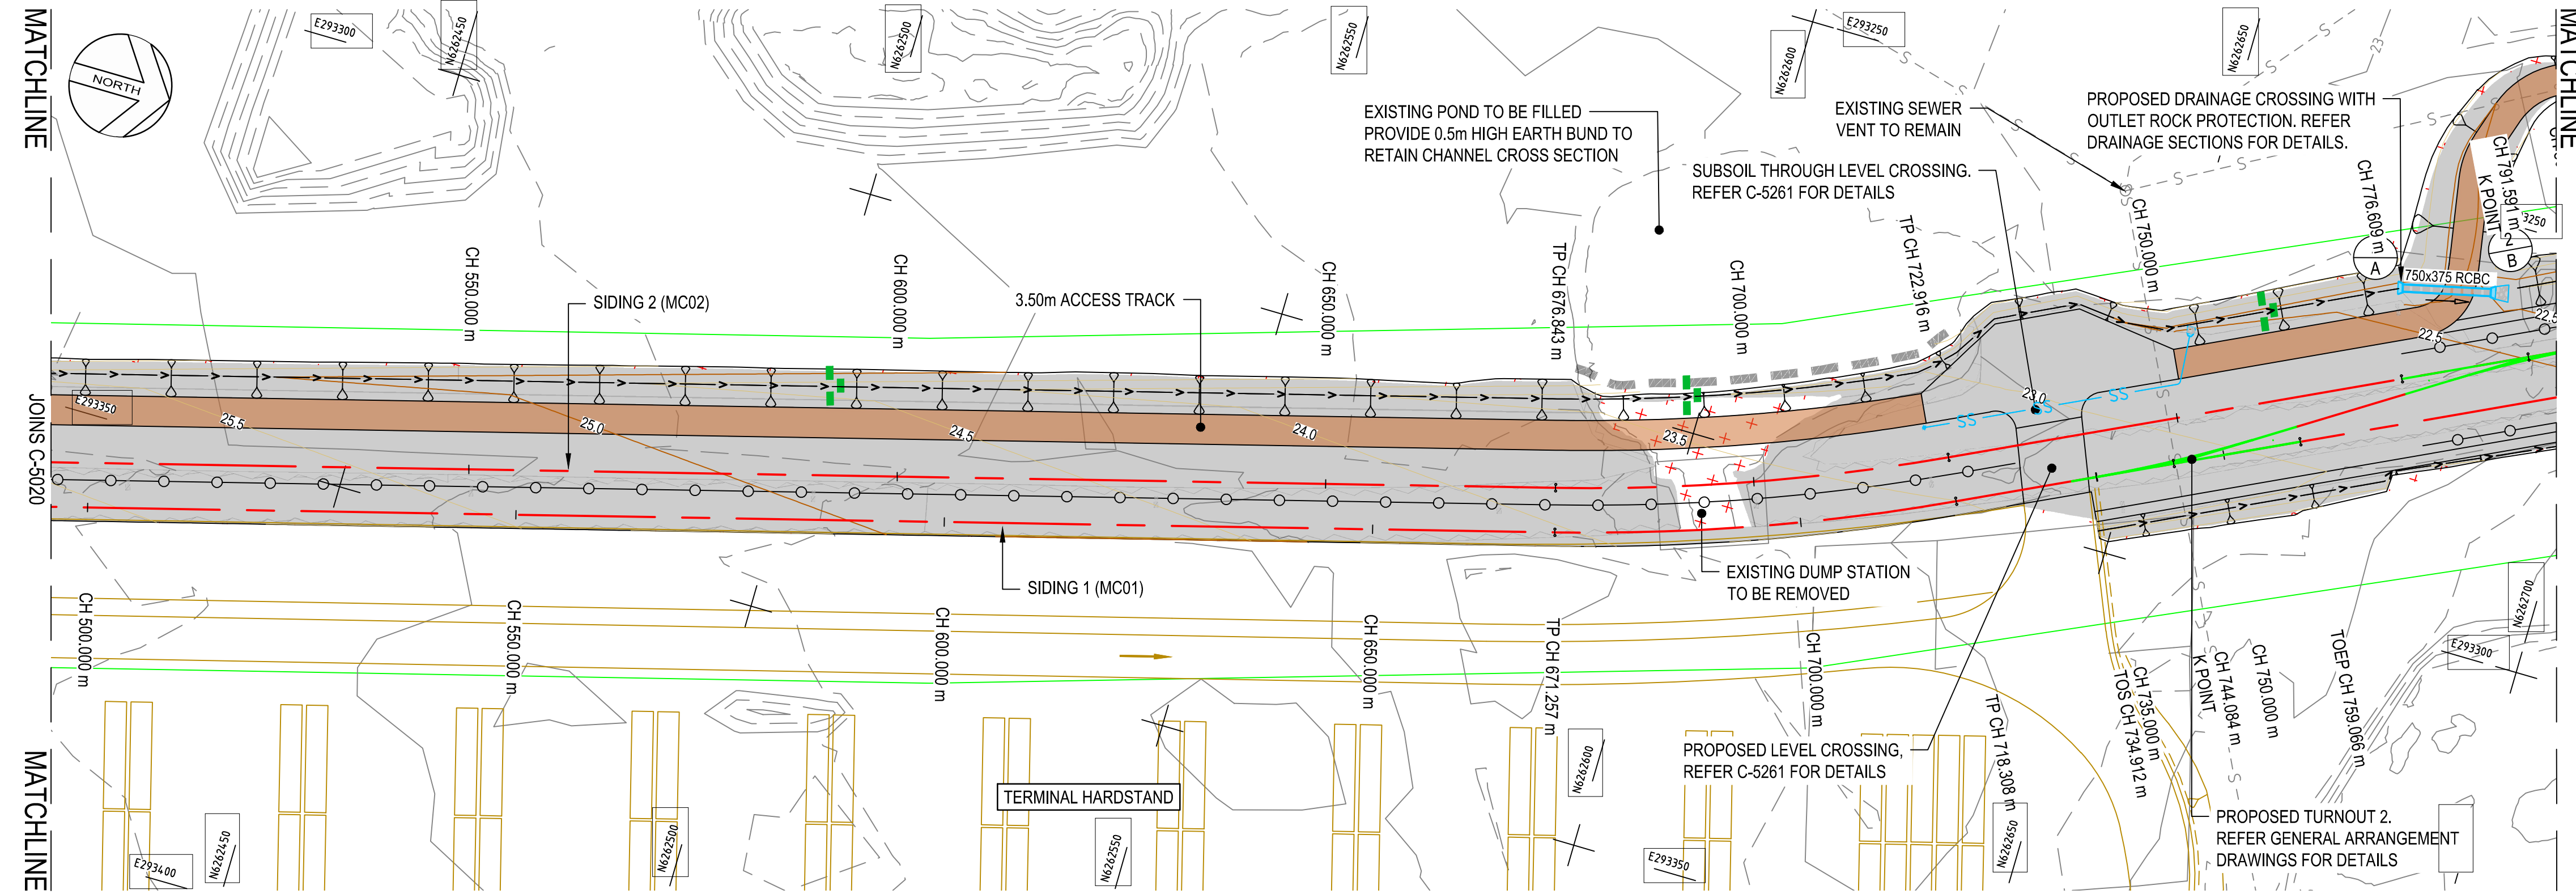 MATCHLINE
MATCHLINE
NORTH
E293300
N6262450
N6262500
N6262550
N6262600
E293250
N6262650
23
EXISTING POND TO BE FILLED
PROVIDE 0.5m HIGH EARTH BUND TO
RETAIN CHANNEL CROSS SECTION
EXISTING SEWER
VENT TO REMAIN
PROPOSED DRAINAGE CROSSING WITH
OUTLET ROCK PROTECTION. REFER
DRAINAGE SECTIONS FOR DETAILS.
SUBSOIL THROUGH LEVEL CROSSING.
REFER C-5261 FOR DETAILS
S
S
S
S
S
S
CH 550.000 m
SIDING 2 (MC02)
CH 600.000 m
3.50m ACCESS TRACK
CH 650.000 m
TP CH 676.843 m
CH 700.000 m
TP CH 722.916 m
CH 750.000 m
CH 776.609 m
CH 791.591 m
K POINT
3250
A
2
B
750x375 RCBC
22.5
22.5
JOINS C-5020
E293350
25.5
25.0
24.5
24.0
23.5
23.0
SS
SS
SS
S
S
S
SIDING 1 (MC01)
EXISTING DUMP STATION
TO BE REMOVED
CH 500.000 m
CH 550.000 m
CH 600.000 m
CH 650.000 m
TP CH 671.257 m
CH 700.000 m
TP CH 718.308 m
TOS CH 734.912 m
CH 735.000 m
K POINT
CH 744.084 m
CH 750.000 m
TOEP CH 759.066 m
E293300
N6262700
PROPOSED LEVEL CROSSING,
REFER C-5261 FOR DETAILS
TERMINAL HARDSTAND
PROPOSED TURNOUT 2.
REFER GENERAL ARRANGEMENT
DRAWINGS FOR DETAILS
MATCHLINE
E293400
N6262450
N6262500
N6262550
N6262600
E293350
N6262650